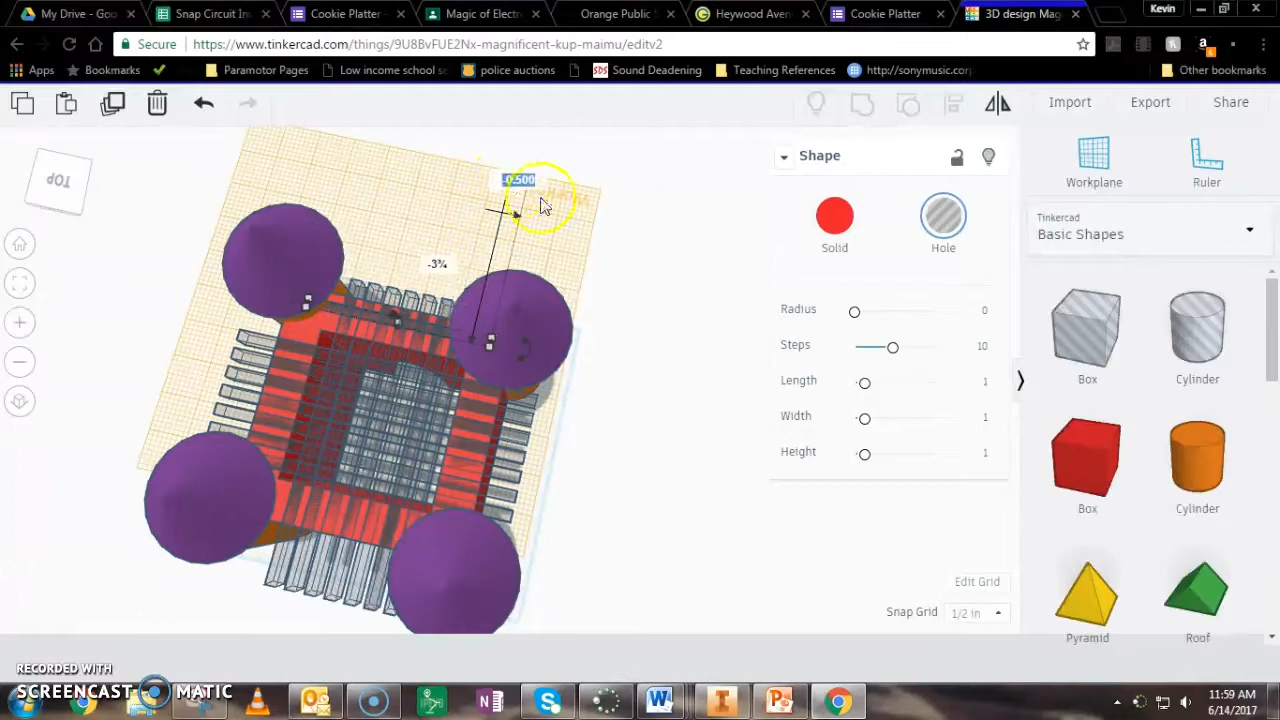 My Drive - Goo
Snap Circuit In
Cookie Platter -
Magic of Electr
Orange Public S
Heywood Aven
Cookie Platter
3D design Mag
Kevin
Secure
https://www.tinkercad.com/things/9U8BvFUE2Nx-magnificent-kup-maimu/editv2
Apps
Bookmarks
Paramotor Pages
Low income school se
police auctions
SDS Sound Deadening
Teaching References
http://sonymusic.corp
Other bookmarks
Import
Export
Share
TOP
-0.500
-3¾
Shape
Solid
Hole
Radius 0
Steps 10
Length 1
Width 1
Height 1
Edit Grid
Snap Grid 1/2 in
Workplane
Ruler
Tinkercad
Basic Shapes
Box
Cylinder
Box
Cylinder
Pyramid
Roof
RECORDED WITH
SCREENCAST MATIC
11:59 AM
6/14/2017